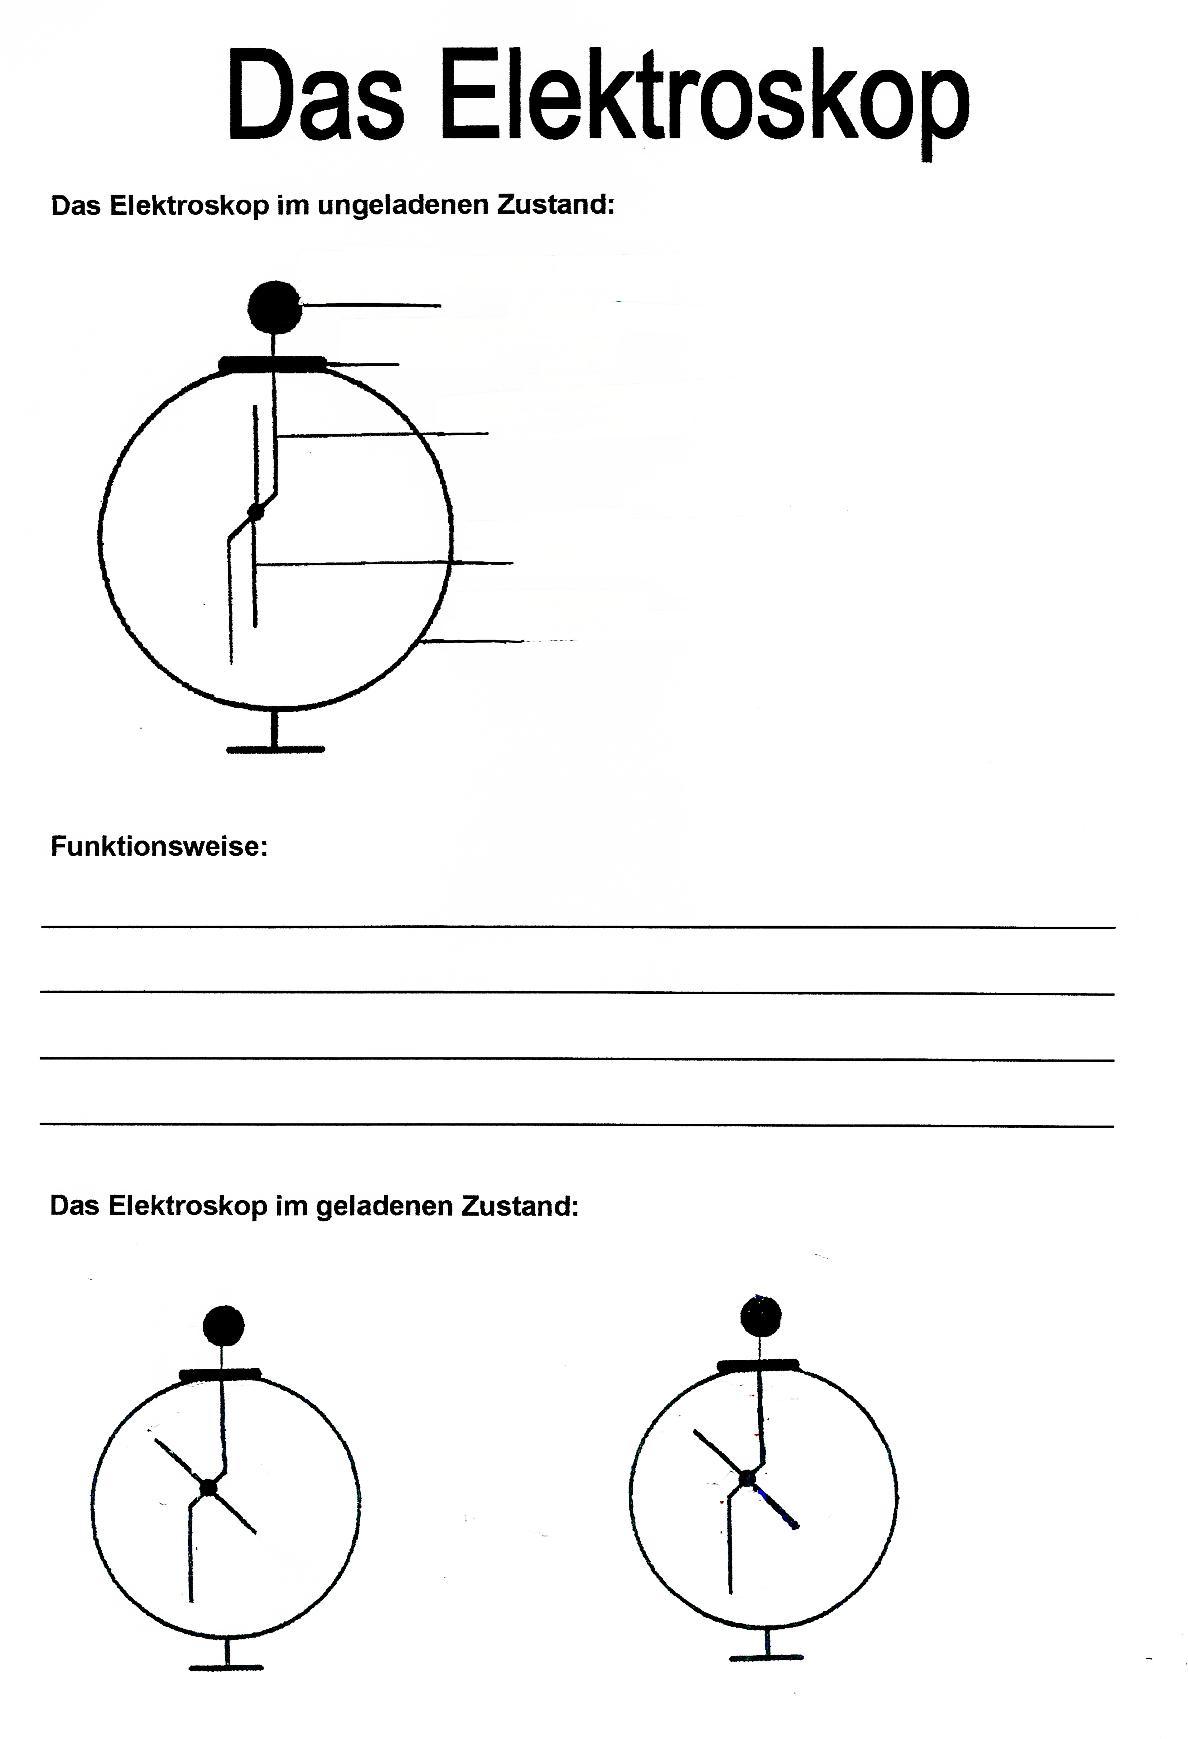 Das Elektroskop
Das Elektroskop im ungeladenen Zustand:
Funktionsweise:
Das Elektroskop im geladenen Zustand: